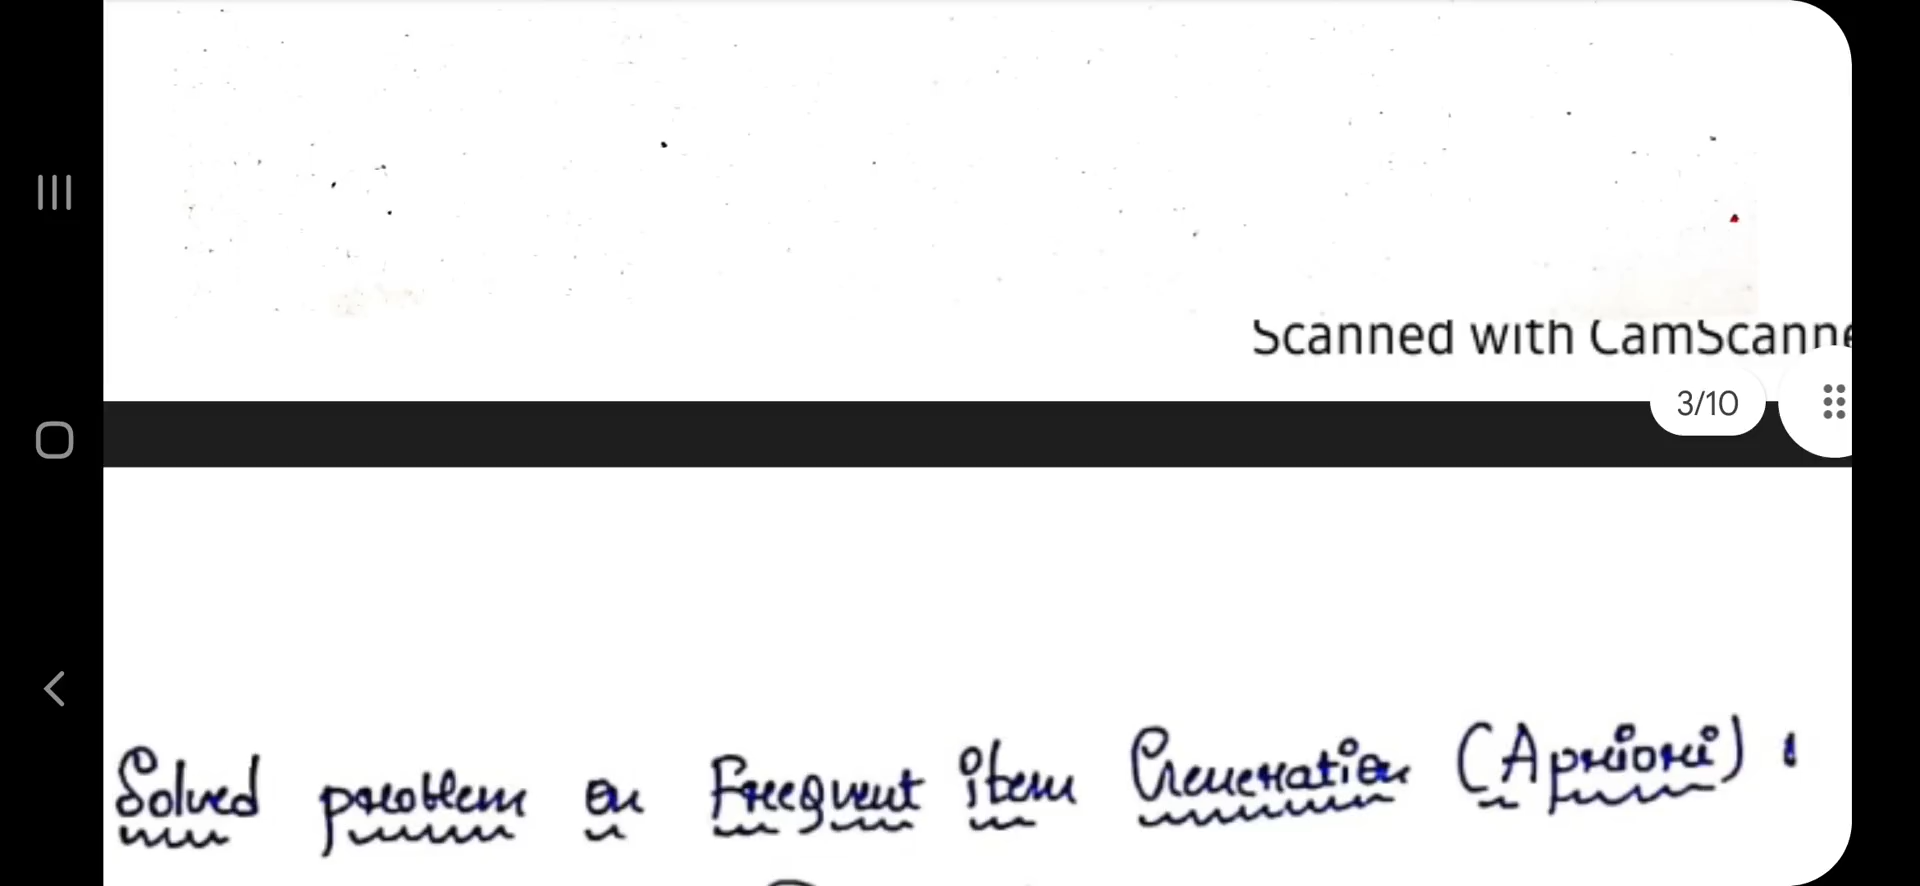 Scanned with CamScanne
3/10
Solved problem on Frequent item Generation (Apriori) :